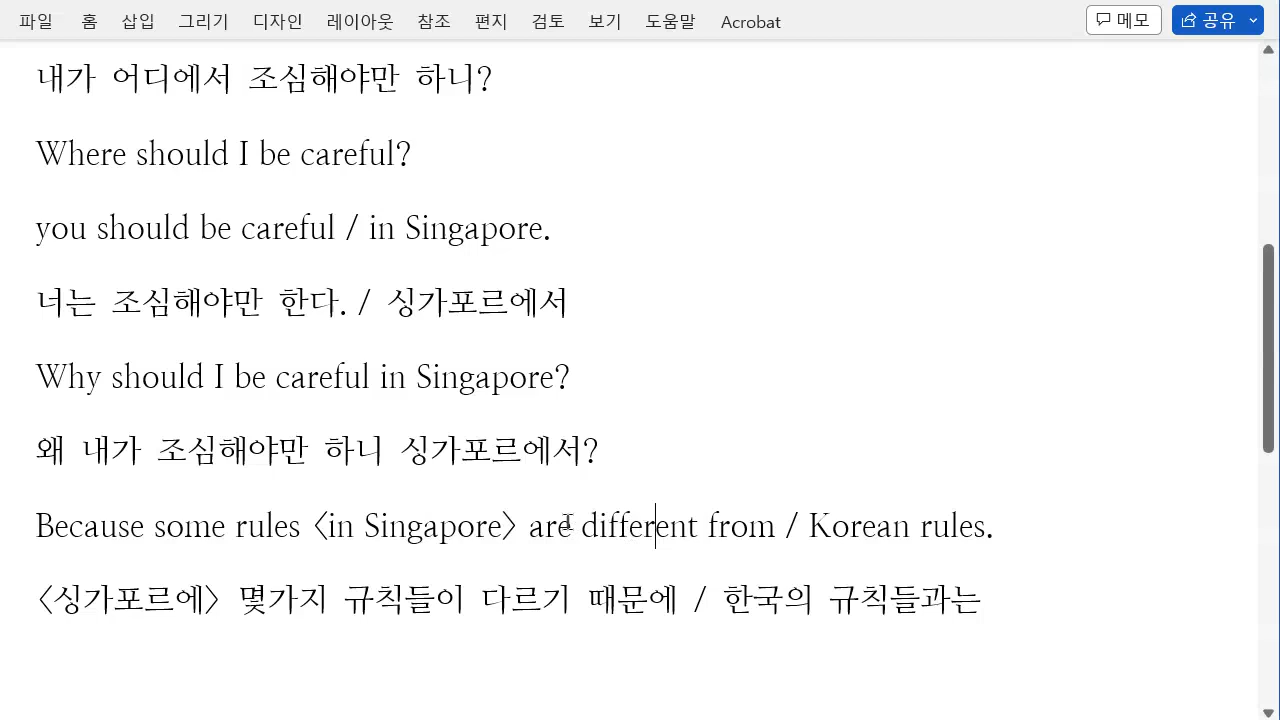 파일 홈 삽입 그리기 디자인 레이아웃 참조 편지 검토 보기 도움말 Acrobat 메모 공유
내가 어디에서 조심해야만 하니?
Where should I be careful?
you should be careful / in Singapore.
너는 조심해야만 한다. / 싱가포르에서
Why should I be careful in Singapore?
왜 내가 조심해야만 하니 싱가포르에서?
Because some rules 〈in Singapore〉 are different from / Korean rules.
〈싱가포르에〉 몇가지 규칙들이 다르기 때문에 / 한국의 규칙들과는